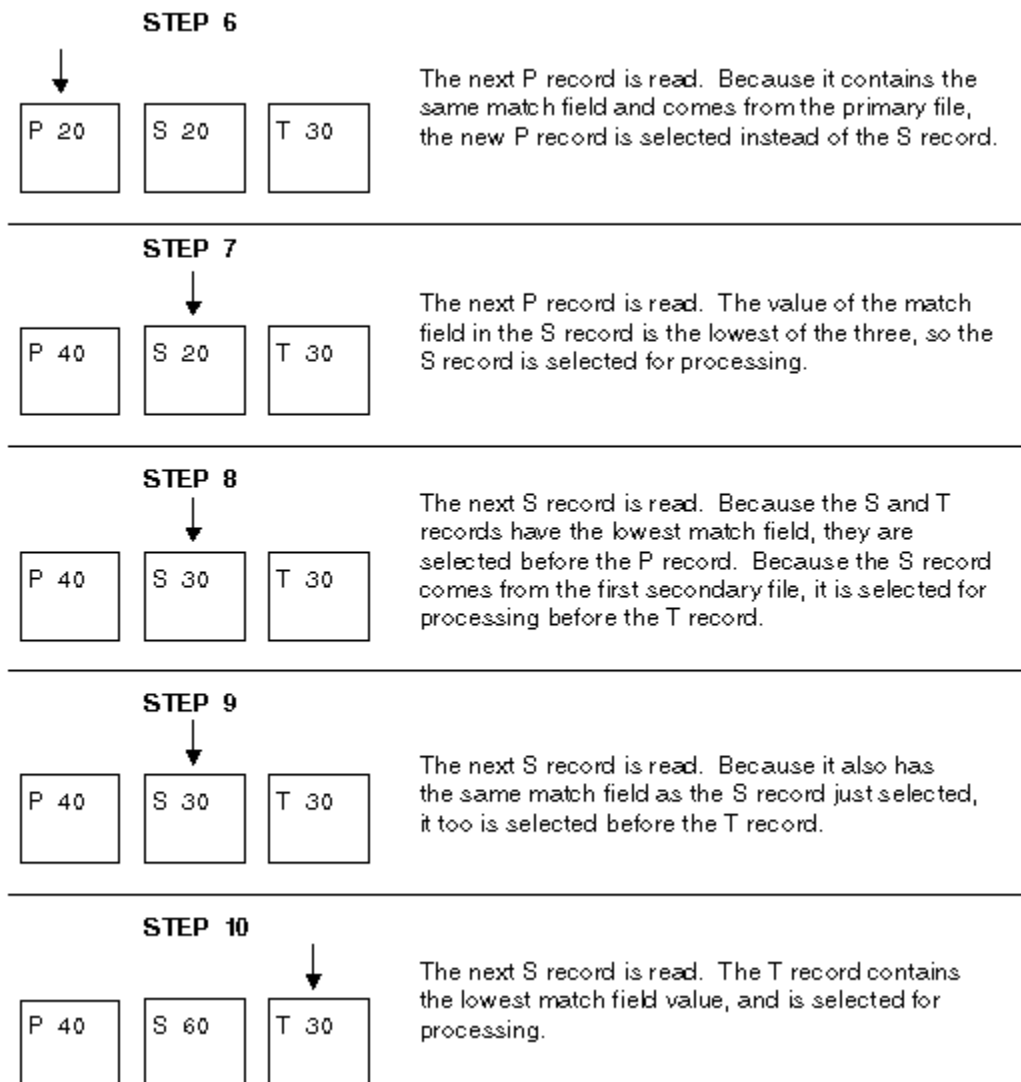 STEP 6
P 20
S 20
T 30
The next P record is read. Because it contains the
same match field and comes from the primary file,
the new P record is selected instead of the S record.
STEP 7
P 40
S 20
T 30
The next P record is read. The value of the match
field in the S record is the lowest of the three, so the
S record is selected for processing.
STEP 8
P 40
S 30
T 30
The next S record is read. Because the S and T
records have the lowest match field, they are
selected before the P record. Because the S record
comes from the first secondary file, it is selected for
processing before the T record.
STEP 9
P 40
S 30
T 30
The next S record is read. Because it also has
the same match field as the S record just selected,
it too is selected before the T record.
STEP 10
P 40
S 60
T 30
The next S record is read. The T record contains
the lowest match field value, and is selected for
processing.